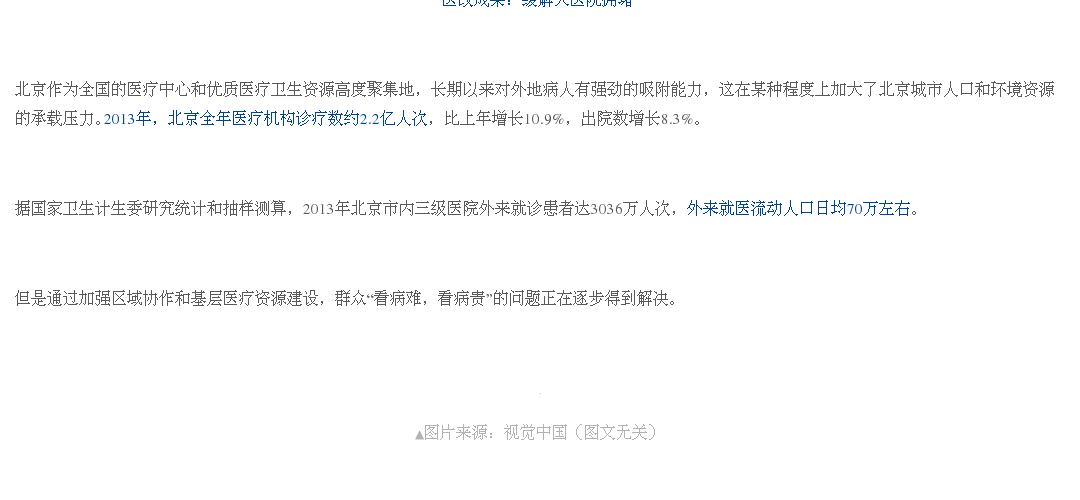 医改成果：缓解大医院拥堵
北京作为全国的医疗中心和优质医疗卫生资源高度聚集地，长期以来对外地病人有强劲的吸附能力，这在某种程度上加大了北京城市人口和环境资源
的承载压力。2013年，北京全年医疗机构诊疗数约2.2亿人次，比上年增长10.9%，出院数增长8.3%。
据国家卫生计生委研究统计和抽样测算，2013年北京市内三级医院外来就诊患者达3036万人次，外来就医流动人口日均70万左右。
但是通过加强区域协作和基层医疗资源建设，群众“看病难，看病贵”的问题正在逐步得到解决。
▲图片来源：视觉中国（图文无关）